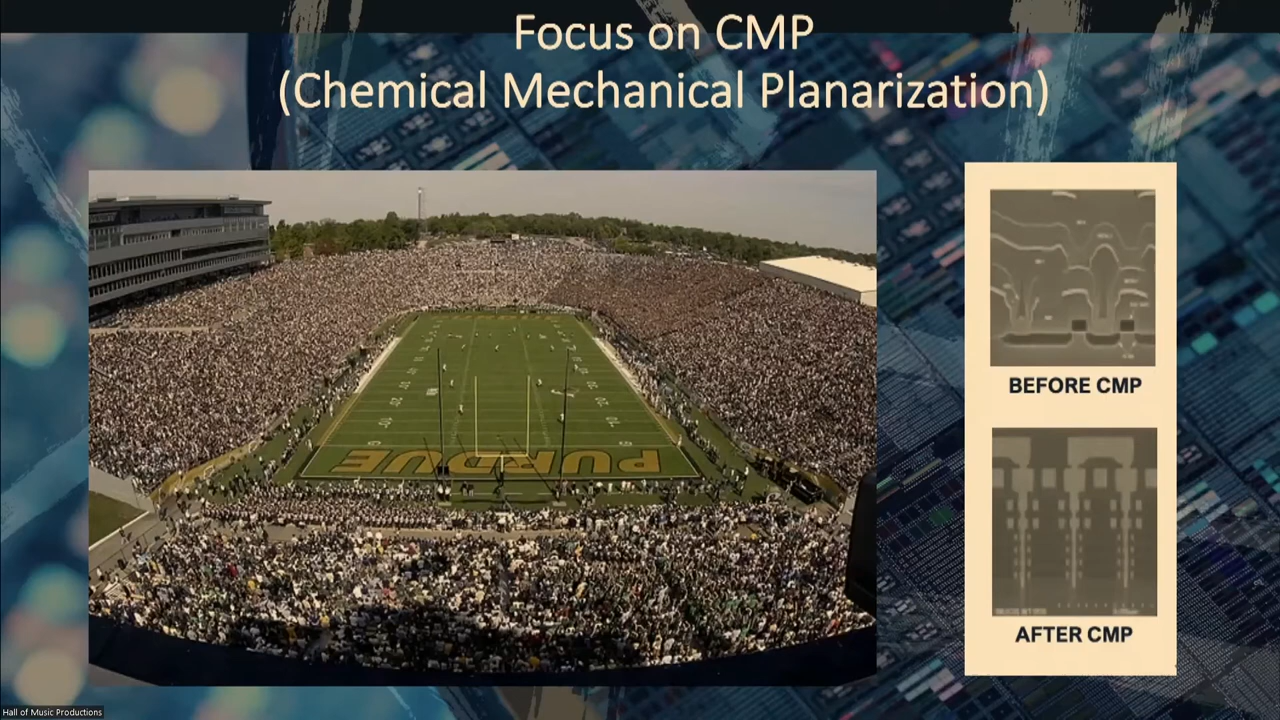 Focus on CMP
(Chemical Mechanical Planarization)
PURDUE
BEFORE CMP
AFTER CMP
Hall of Music Productions